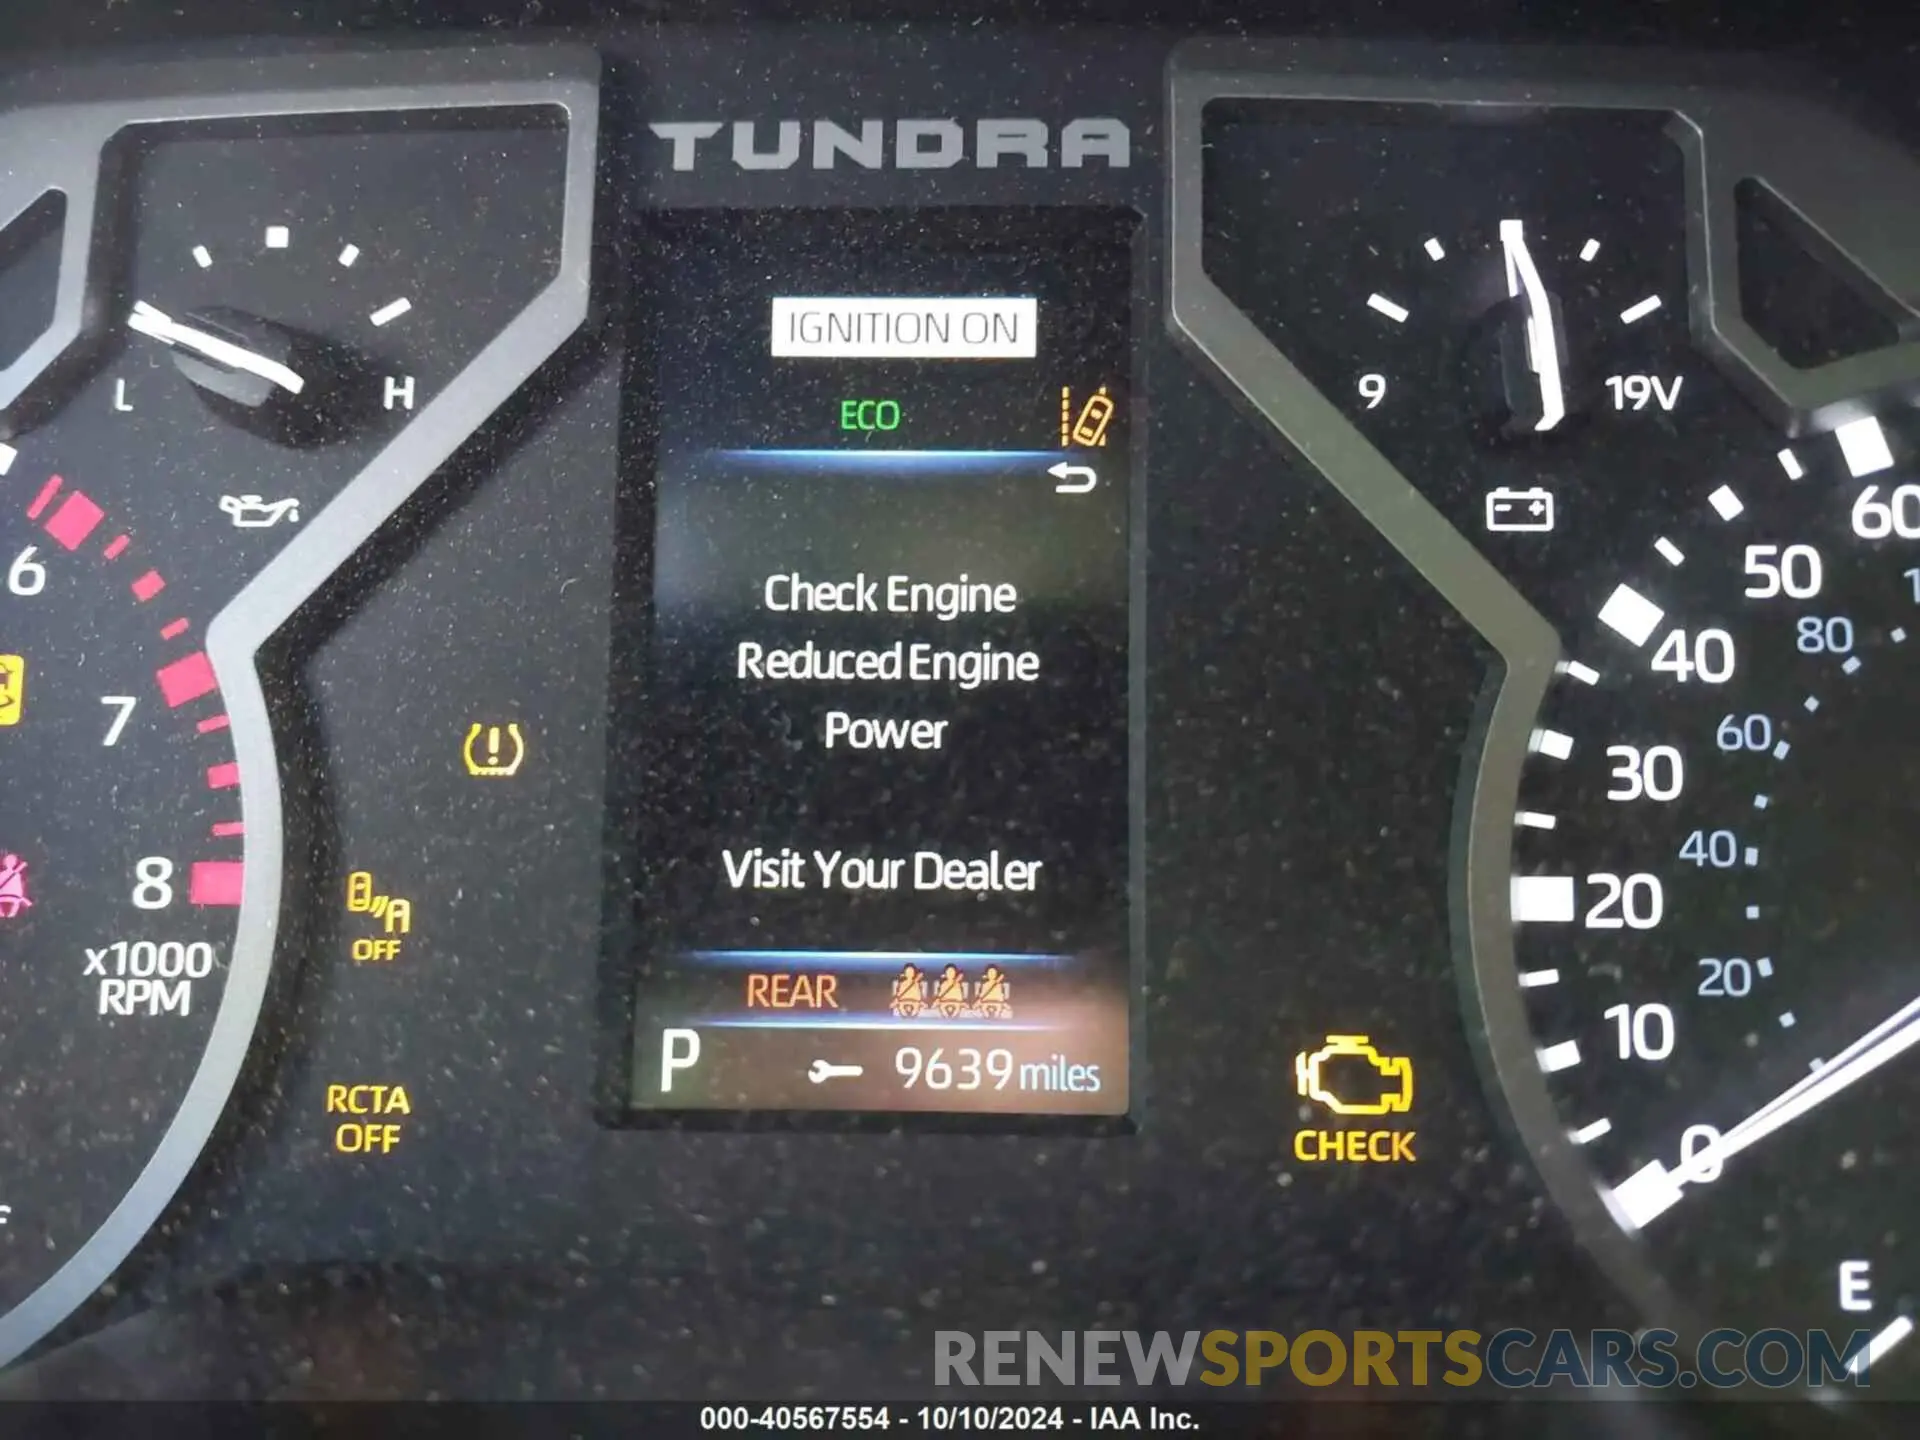 TUNDRA
IGNITION ON
ECO
L H
9 19V
6
7
8
x1000
RPM
60
50
40
30
20
10
0
80
60
40
20
Check Engine
Reduced Engine
Power
Visit Your Dealer
OFF
REAR
P 9639 miles
RCTA
OFF
CHECK
E
RENEWSPORTSCARS.COM
000-40567554 - 10/10/2024 - IAA Inc.